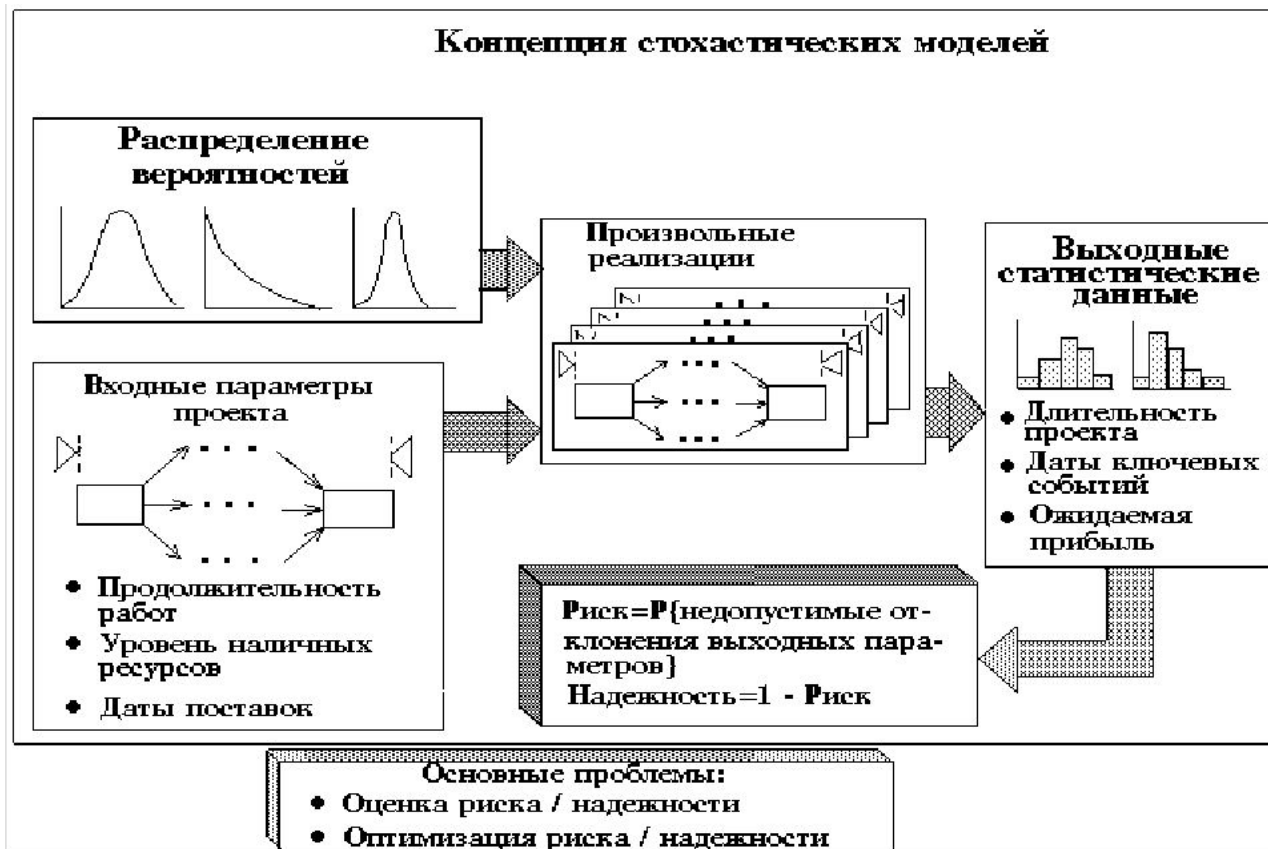 Концепция стохастических моделей
Распределение
вероятностей
Входные параметры
проекта
● Продолжительность
работ
● Уровень наличных
ресурсов
● Даты поставок
Произвольные
реализации
Выходные
статистические
данные
● Длительность
проекта
● Даты ключевых
событий
● Ожидаемая
прибыль
Риск=Р{недопустимые от-
клонения выходных пара-
метров}
Надежность=1 - Риск
Основные проблемы:
● Оценка риска / надежности
● Оптимизация риска / надежности